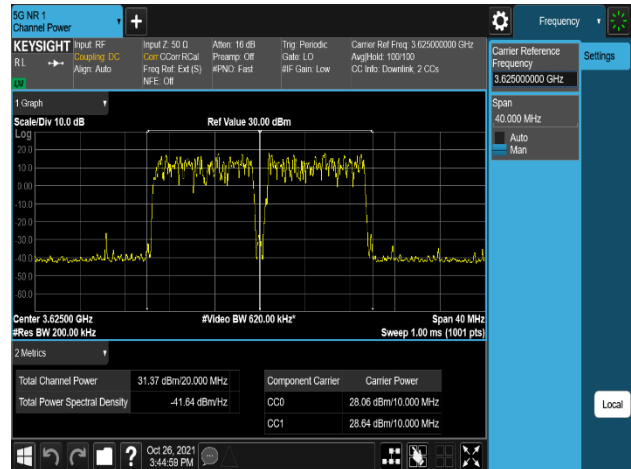 5G NR 1
Channel Power
Frequency
KEYSIGHT
Input: RF
Input Z: 50 Ω
Atten: 16 dB
Trig: Periodic
Carrier Ref Freq: 3.625000000 GHz
RL
Coupling: DC
Corr CCorr RCal
Preamp: Off
Gate: LO
Avg|Hold: 100/100
Align: Auto
Freq Ref: Ext (S)
#PNO: Fast
#IF Gain: Low
CC Info: Downlink, 2 CCs
NFE: Off
LNI
Carrier Reference
Frequency
3.625000000 GHz
Settings
Span
40.000 MHz
Auto
Man
1 Graph
Scale/Div 10.0 dB
Ref Value 30.00 dBm
Log
20.0
10.0
0.00
-10.0
-20.0
-30.0
-40.0
-50.0
-60.0
Center 3.62500 GHz
#Video BW 620.00 kHz*
Span 40 MHz
#Res BW 200.00 kHz
Sweep 1.00 ms (1001 pts)
2 Metrics
Total Channel Power
31.37 dBm/20.000 MHz
Component Carrier
Carrier Power
Total Power Spectral Density
-41.64 dBm/Hz
CC0
28.06 dBm/10.000 MHz
CC1
28.64 dBm/10.000 MHz
Local
?
Oct 26, 2021
3:44:59 PM